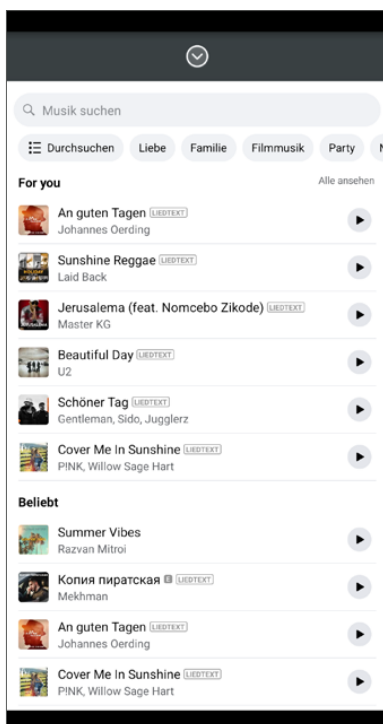 Musik suchen
Durchsuchen Liebe Familie Filmmusik Party
For you Alle ansehen
An guten Tagen LIEDTEXT
Johannes Oerding
Sunshine Reggae LIEDTEXT
Laid Back
Jerusalema (feat. Nomcebo Zikode) LIEDTEXT
Master KG
Beautiful Day LIEDTEXT
U2
Schöner Tag LIEDTEXT
Gentleman, Sido, Jugglerz
Cover Me In Sunshine LIEDTEXT
P!NK, Willow Sage Hart
Beliebt
Summer Vibes
Razvan Mitroi
Копия пиратская E LIEDTEXT
Mekhman
An guten Tagen LIEDTEXT
Johannes Oerding
Cover Me In Sunshine LIEDTEXT
P!NK, Willow Sage Hart